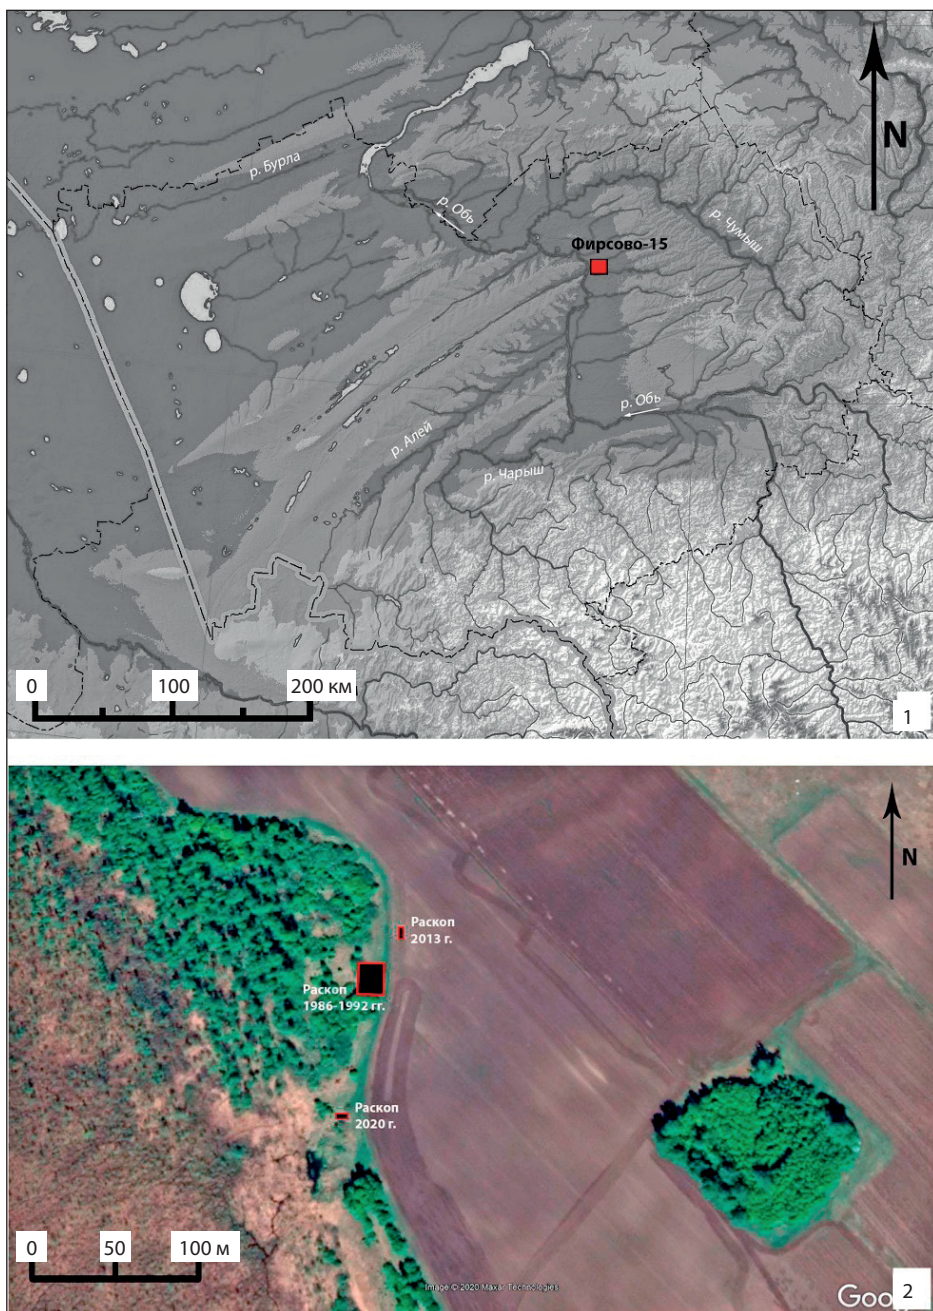 N
р. Бурла
р. Обь
р. Чумыш
Фирсово-15
р. Обь
р. Алей
р. Чарыш
0
100
200 км
1
N
Раскоп
2013 г.
Раскоп
1986-1992 гг.
Раскоп
2020 г.
0
50
100 м
Image © 2020 Maxar Technologies
Goo
2